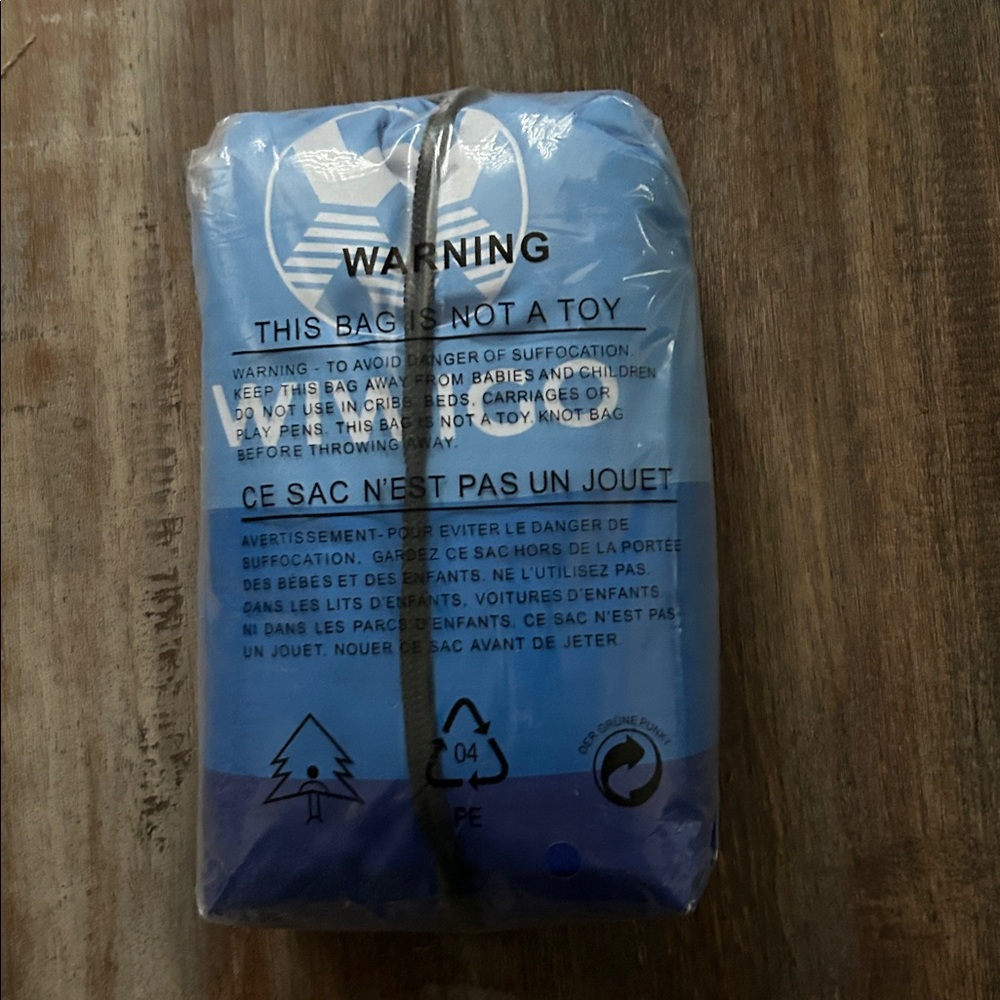 WARNING
THIS BAG IS NOT A TOY
WARNING - TO AVOID DANGER OF SUFFOCATION.
KEEP THIS BAG AWAY FROM BABIES AND CHILDREN
DO NOT USE IN CRIBS BEDS, CARRIAGES OR
PLAY PENS. THIS BAG IS NOT A TOY. KNOT BAG
BEFORE THROWING AWAY.
CE SAC N'EST PAS UN JOUET
AVERTISSEMENT- POUR EVITER LE DANGER DE
SUFFOCATION, GARDEZ CE SAC HORS DE LA PORTÉE
DES BÉBÉS ET DES ENFANTS. NE L'UTILISEZ PAS.
DANS LES LITS D'ENFANTS, VOITURES D'ENFANTS.
NI DANS LES PARCS D'ENFANTS. CE SAC N'EST PAS
UN JOUET. NOUER CE SAC AVANT DE JETER
04
PE
DER GRÜNE PUNKT